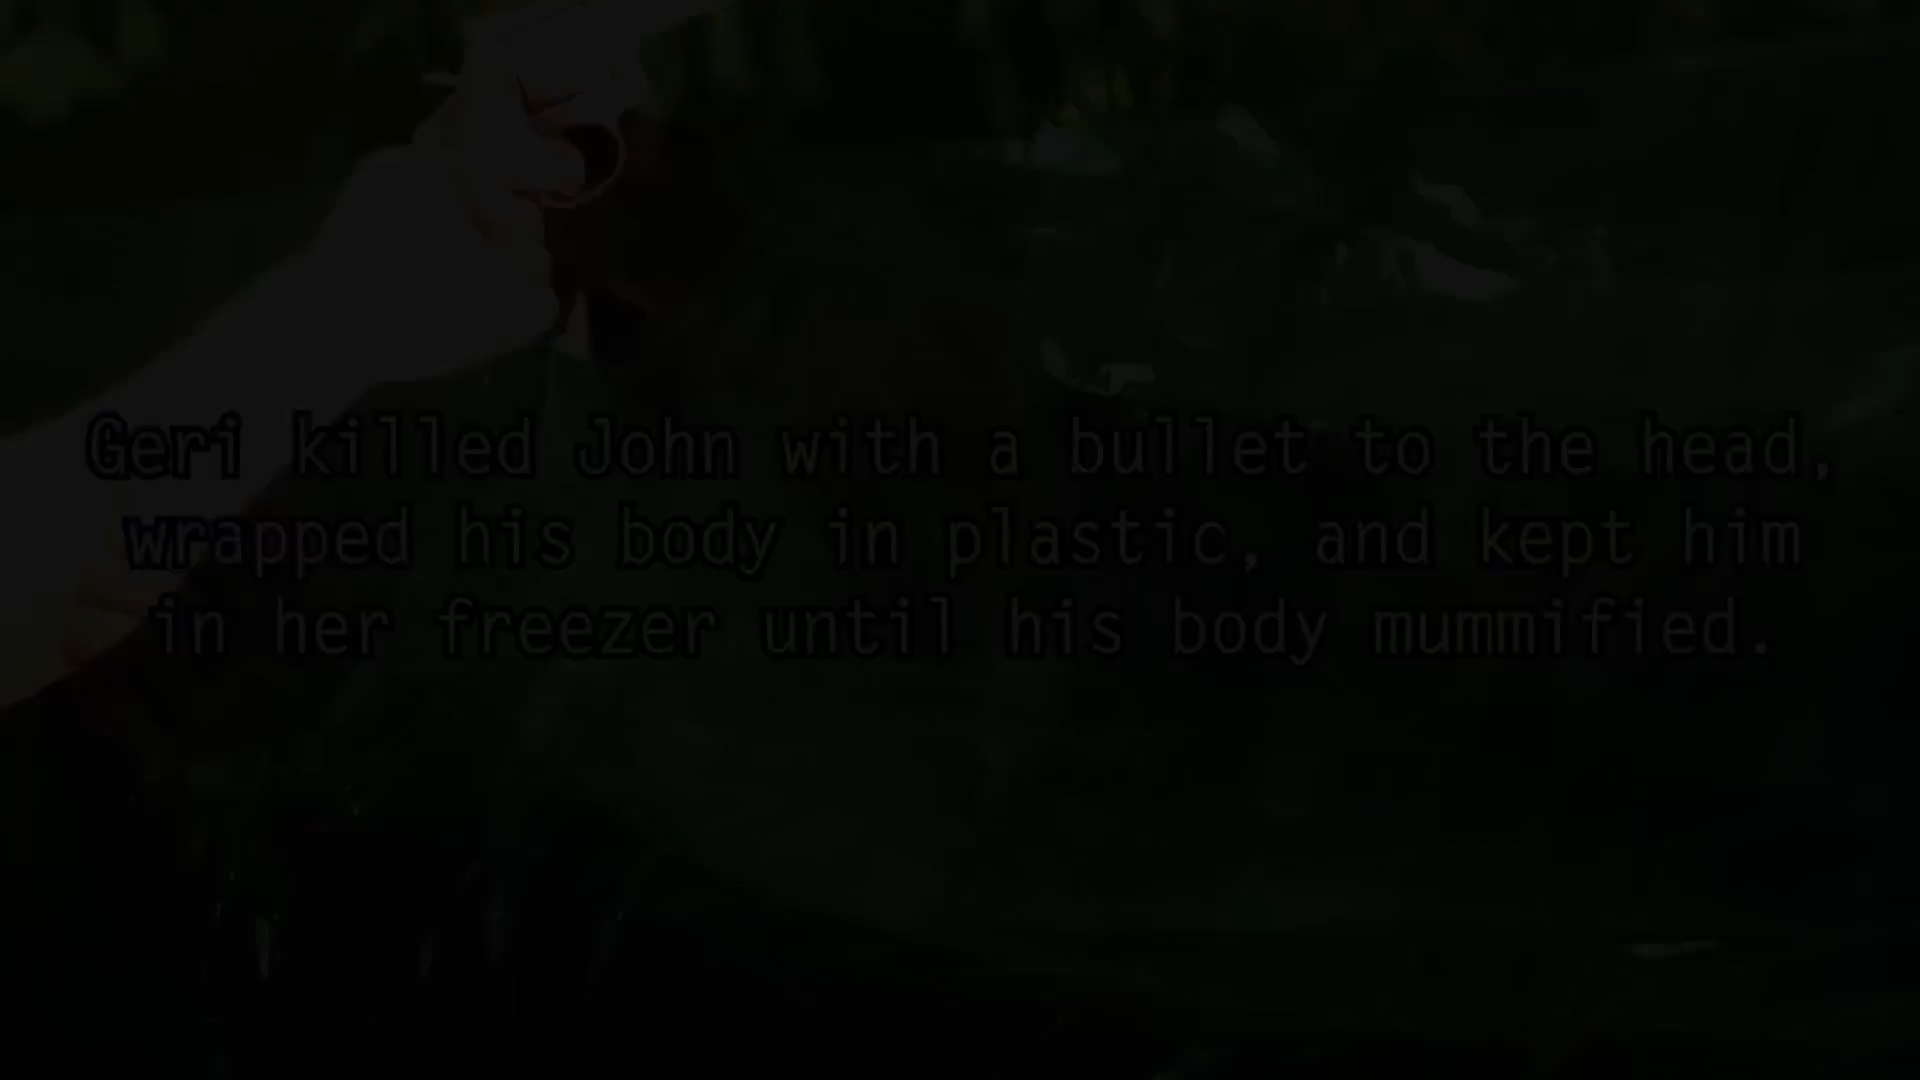 Geri killed John with a bullet to the head,
wrapped his body in plastic, and kept him
in her freezer until his body mummified.